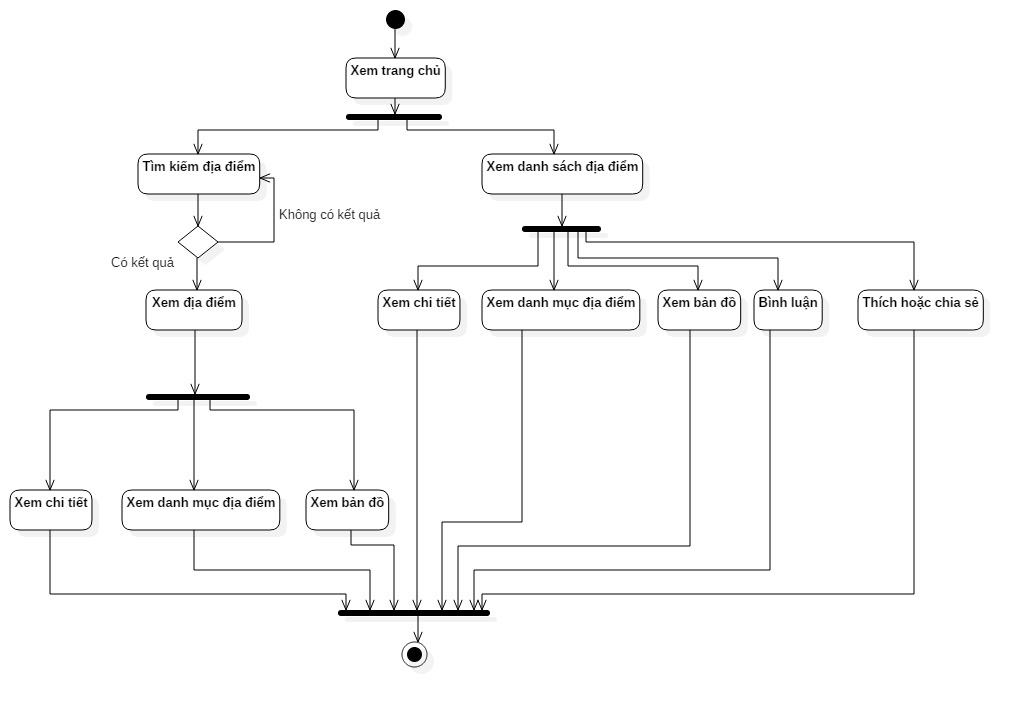 Xem trang chủ
Tìm kiếm địa điểm
Xem danh sách địa điểm
Không có kết quả
Có kết quả
Xem địa điểm
Xem chi tiết
Xem danh mục địa điểm
Xem bản đồ
Bình luận
Thích hoặc chia sẻ
Xem chi tiết
Xem danh mục địa điểm
Xem bản đồ